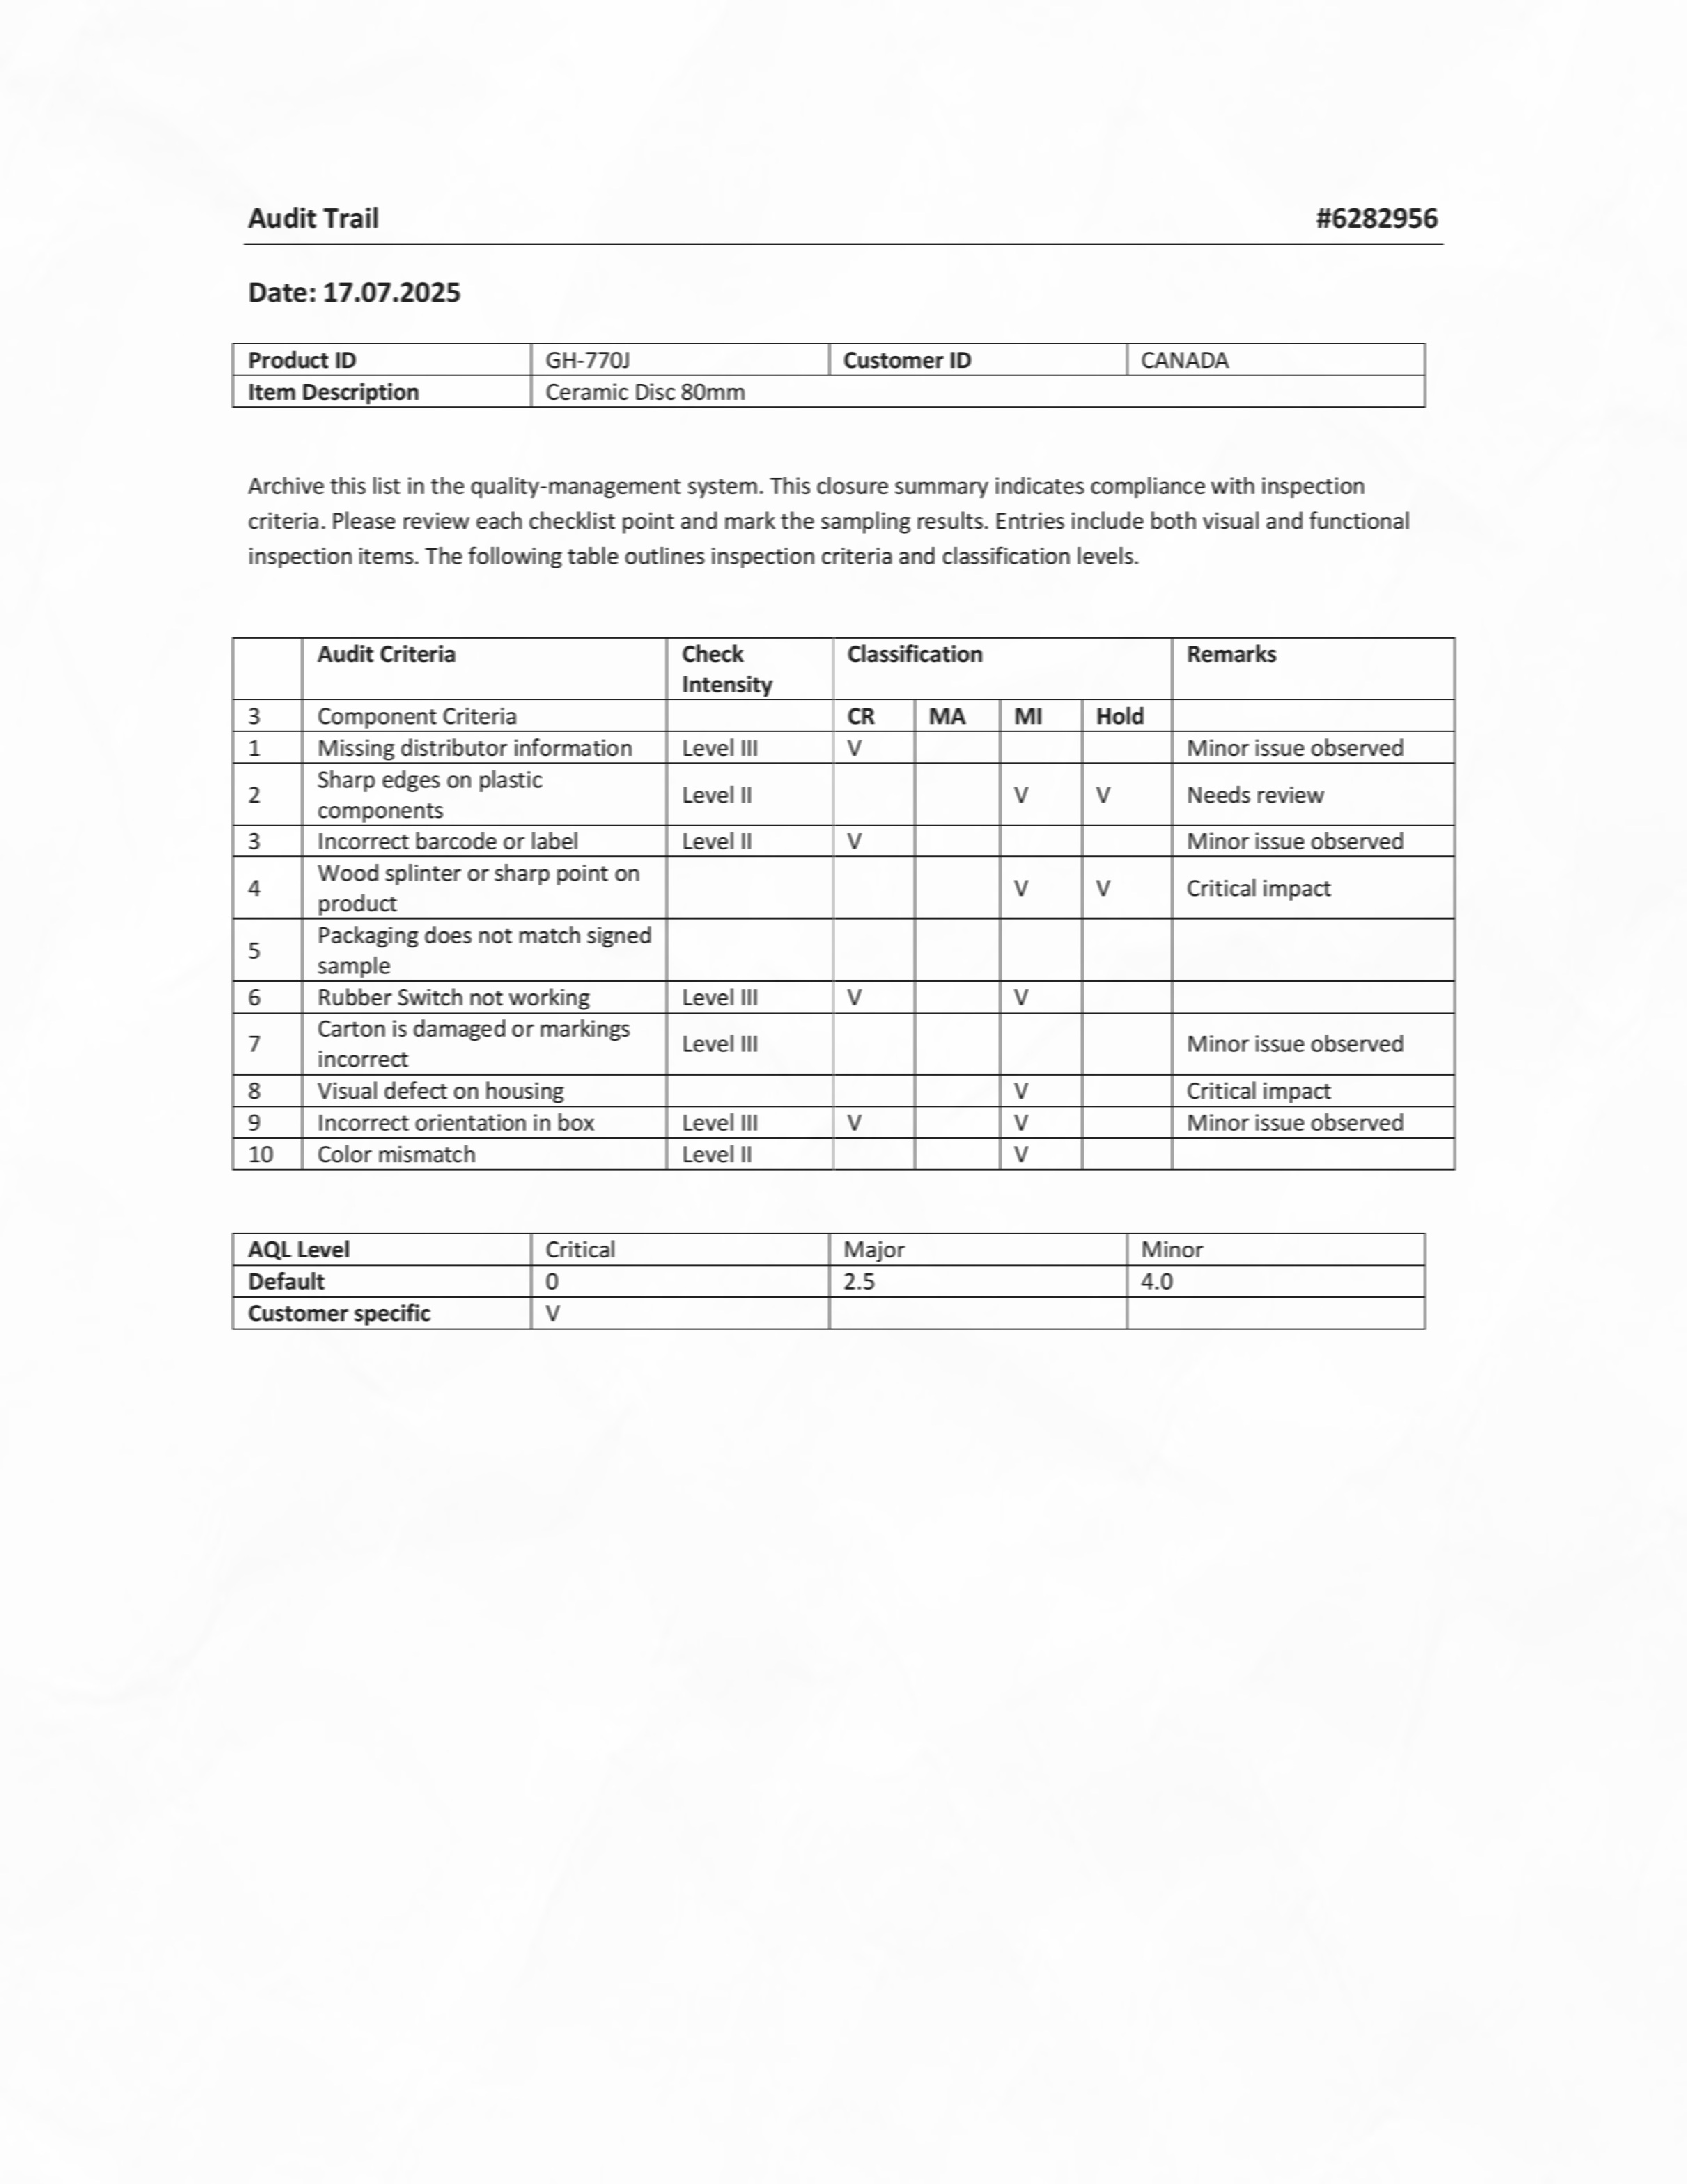 Audit Trail #6282956
Date: 17.07.2025
Product ID GH-770J Customer ID CANADA
Item Description Ceramic Disc 80mm
Archive this list in the quality-management system. This closure summary indicates compliance with inspection
criteria. Please review each checklist point and mark the sampling results. Entries include both visual and functional
inspection items. The following table outlines inspection criteria and classification levels.
Audit Criteria Check Intensity Classification Remarks
3 Component Criteria CR MA MI Hold
1 Missing distributor information Level III V Minor issue observed
2 Sharp edges on plastic components Level II V V Needs review
3 Incorrect barcode or label Level II V Minor issue observed
4 Wood splinter or sharp point on product V V Critical impact
5 Packaging does not match signed sample
6 Rubber Switch not working Level III V V
7 Carton is damaged or markings incorrect Level III Minor issue observed
8 Visual defect on housing V Critical impact
9 Incorrect orientation in box Level III V V Minor issue observed
10 Color mismatch Level II V
AQL Level Critical Major Minor
Default 0 2.5 4.0
Customer specific V